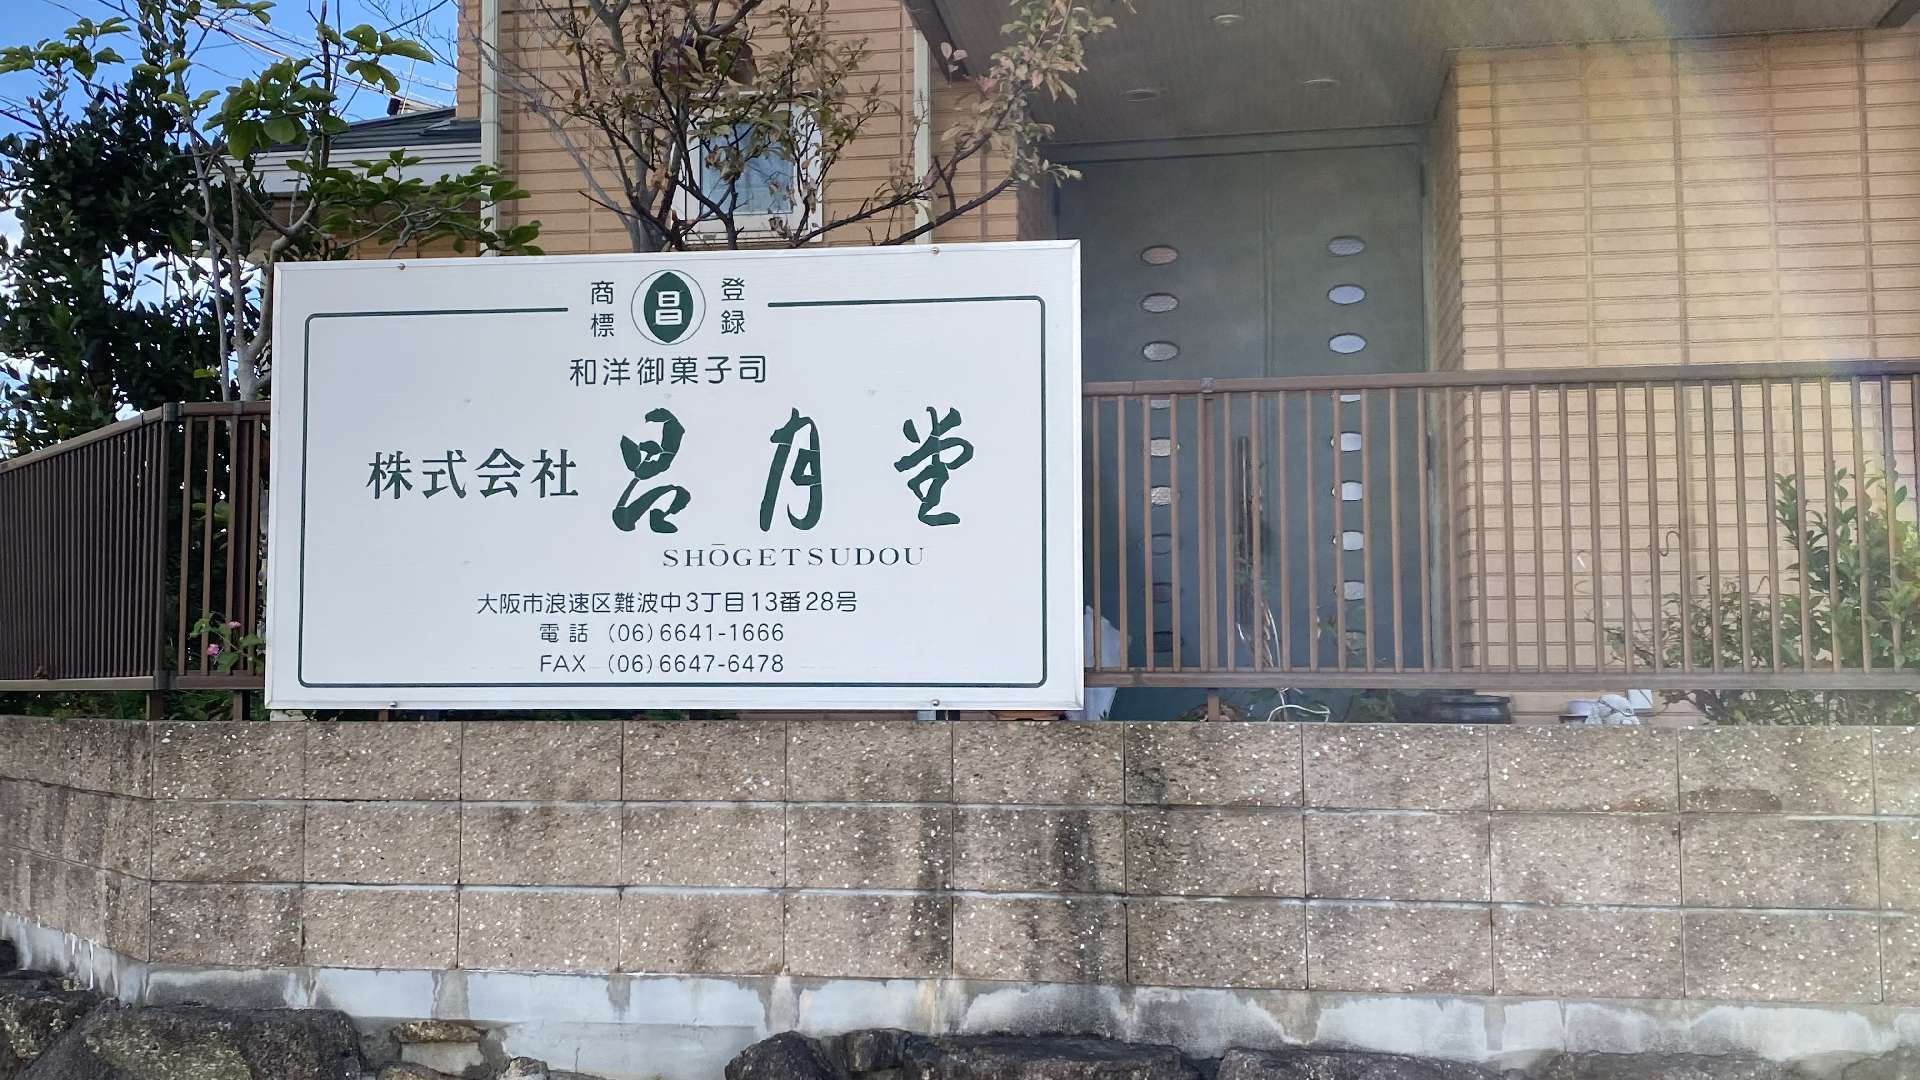 商標 昌 登録
和洋御菓子司
株式会社 昌月堂
SHŌGETSUDOU
大阪市浪速区難波中3丁目13番28号
電話 (06)6641-1666
FAX (06)6647-6478